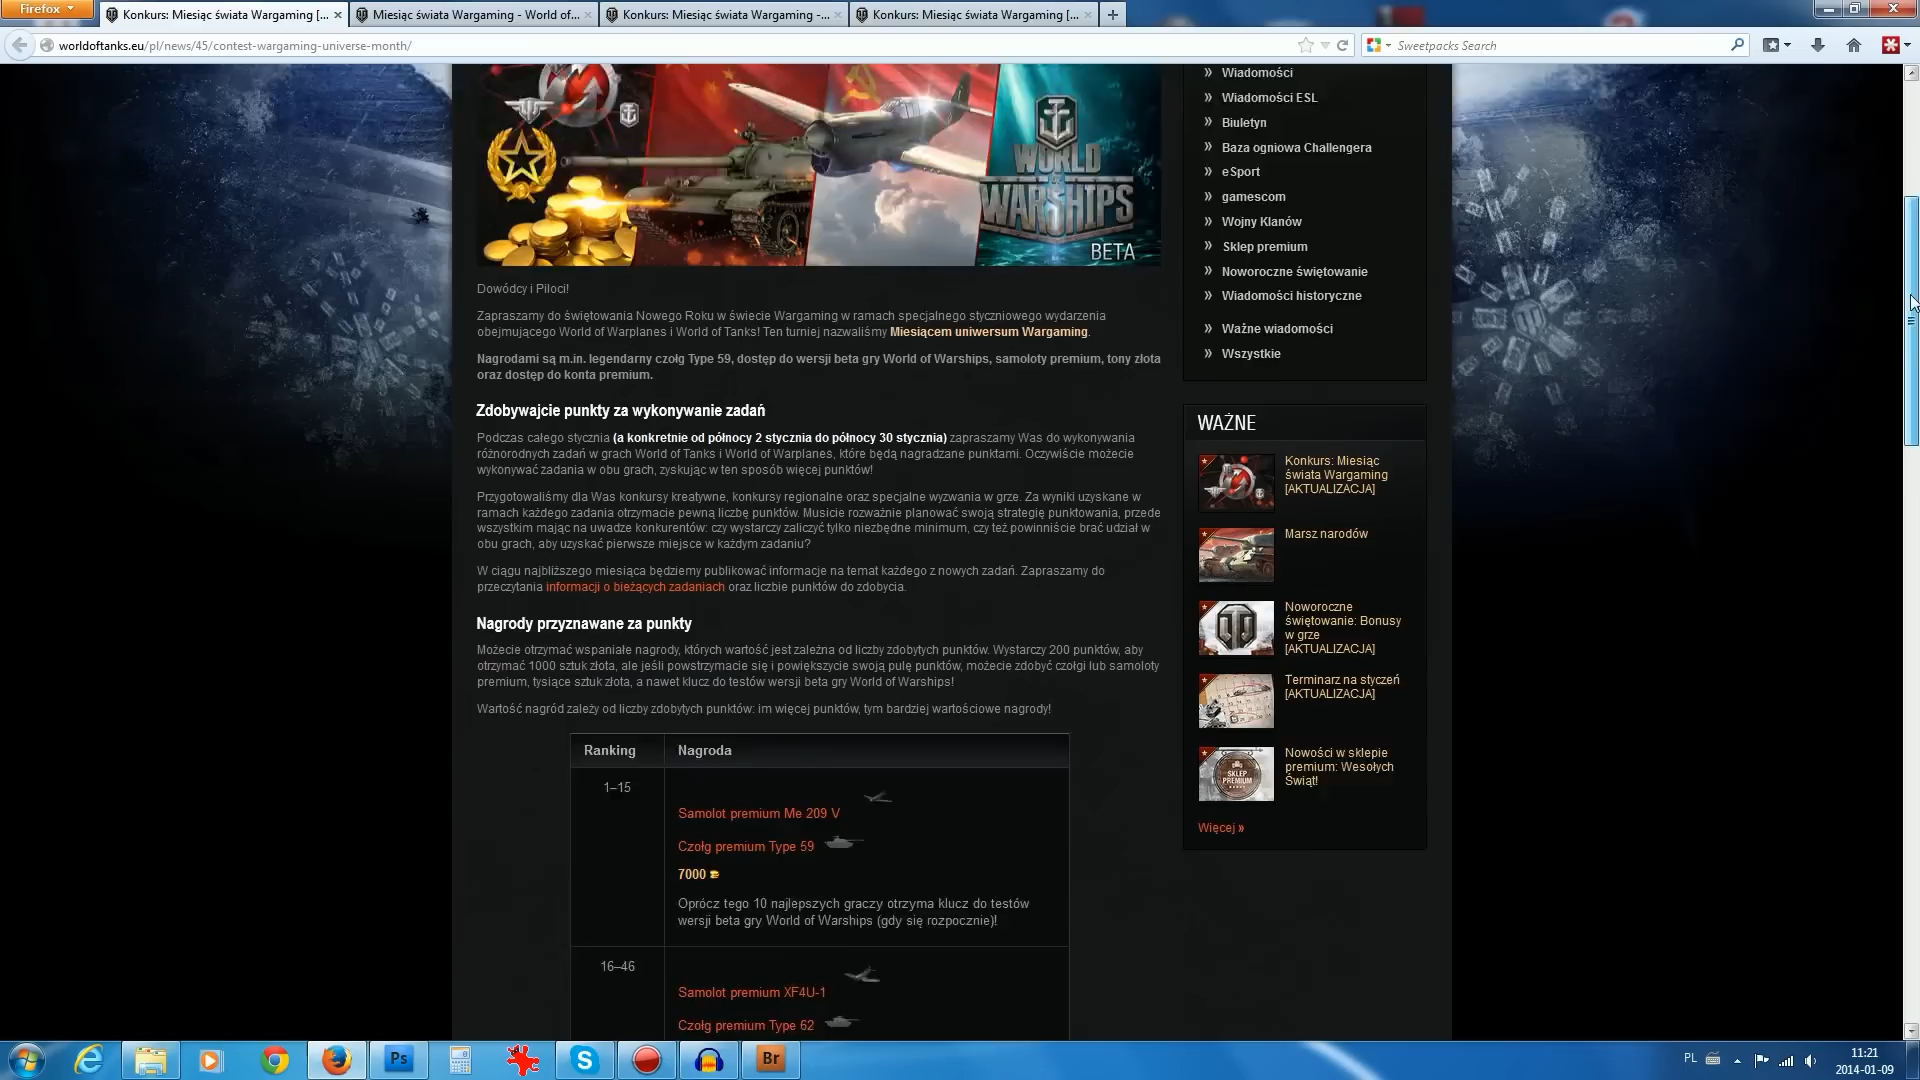 Firefox
Konkurs: Miesiąc świata Wargaming [...
Miesiąc świata Wargaming - World of...
Konkurs: Miesiąc świata Wargaming -...
Konkurs: Miesiąc świata Wargaming [...
worldoftanks.eu/pl/news/45/contest-wargaming-universe-month/
Sweetpacks Search
WORLD
OF
WARSHIPS
BETA
Dowódcy i Piloci!
Zapraszamy do świętowania Nowego Roku w świecie Wargaming w ramach specjalnego styczniowego wydarzenia
obejmującego World of Warplanes i World of Tanks! Ten turniej nazwaliśmy Miesiącem uniwersum Wargaming.
Nagrodami są m.in. legendarny czołg Type 59, dostęp do wersji beta gry World of Warships, samoloty premium, tony złota
oraz dostęp do konta premium.
Zdobywajcie punkty za wykonywanie zadań
Podczas całego stycznia (a konkretnie od północy 2 stycznia do północy 30 stycznia) zapraszamy Was do wykonywania
różnorodnych zadań w grach World of Tanks i World of Warplanes, które będą nagradzane punktami. Oczywiście możecie
wykonywać zadania w obu grach, zyskując w ten sposób więcej punktów!
Przygotowaliśmy dla Was konkursy kreatywne, konkursy regionalne oraz specjalne wyzwania w grze. Za wyniki uzyskane w
ramach każdego zadania otrzymacie pewną liczbę punktów. Musicie rozważnie planować swoją strategię punktowania, przede
wszystkim mając na uwadze konkurentów: czy wystarczy zaliczyć tylko niezbędne minimum, czy też powinniście brać udział w
obu grach, aby uzyskać pierwsze miejsce w każdym zadaniu?
W ciągu najbliższego miesiąca będziemy publikować informacje na temat każdego z nowych zadań. Zapraszamy do
przeczytania informacji o bieżących zadaniach oraz liczbie punktów do zdobycia.
Nagrody przyznawane za punkty
Możecie otrzymać wspaniałe nagrody, których wartość jest zależna od liczby zdobytych punktów. Wystarczy 200 punktów, aby
otrzymać 1000 sztuk złota, ale jeśli powstrzymacie się i powiększycie swoją pulę punktów, możecie zdobyć czołgi lub samoloty
premium, tysiące sztuk złota, a nawet klucz do testów wersji beta gry World of Warships!
Wartość nagród zależy od liczby zdobytych punktów: im więcej punktów, tym bardziej wartościowe nagrody!
Ranking Nagroda
1–15
Samolot premium Me 209 V
Czołg premium Type 59
7000
Oprócz tego 10 najlepszych graczy otrzyma klucz do testów
wersji beta gry World of Warships (gdy się rozpocznie)!
16–46
Samolot premium XF4U-1
Czołg premium Type 62
» Wiadomości
» Wiadomości ESL
» Biuletyn
» Baza ogniowa Challengera
» eSport
» gamescom
» Wojny Klanów
» Sklep premium
» Noworoczne świętowanie
» Wiadomości historyczne
» Ważne wiadomości
» Wszystkie
WAŻNE
Konkurs: Miesiąc
świata Wargaming
[AKTUALIZACJA]
Marsz narodów
Noworoczne
świętowanie: Bonusy
w grze
[AKTUALIZACJA]
Terminarz na styczeń
[AKTUALIZACJA]
SKLEP
PREMIUM
Nowości w sklepie
premium: Wesołych
Świąt!
Więcej »
Ps
Br
PL
11:21
2014-01-09